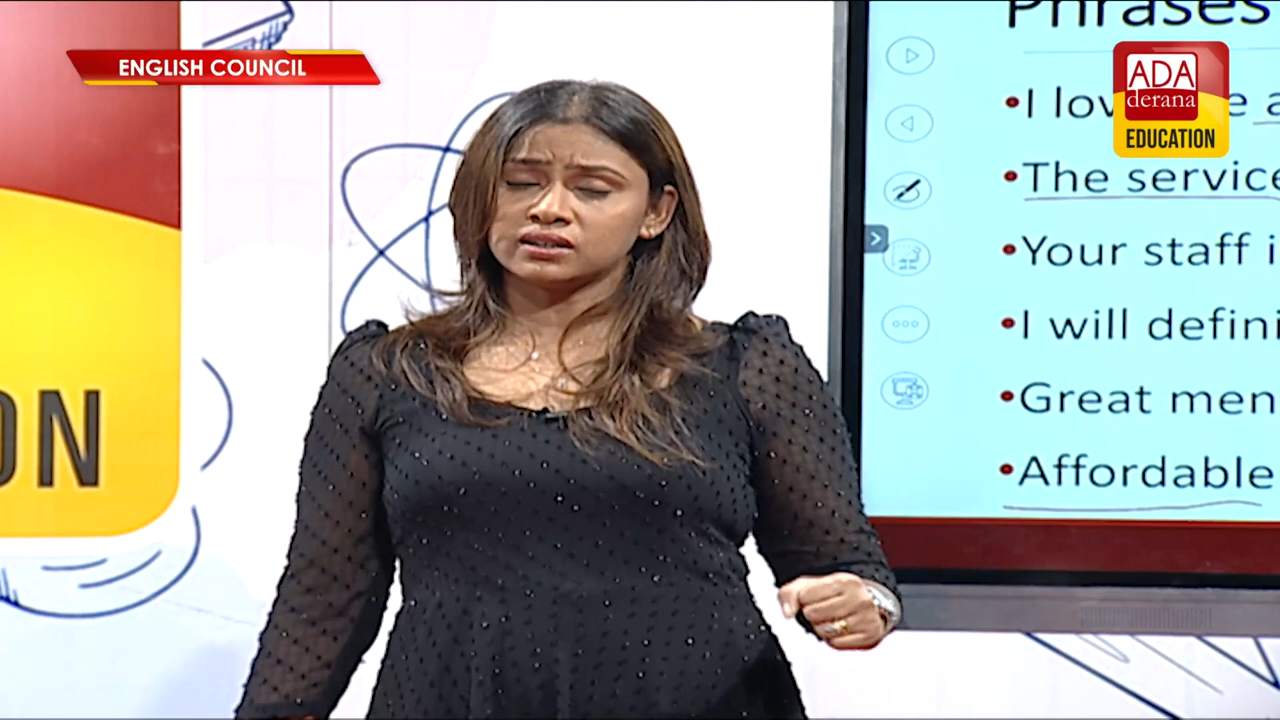 ENGLISH COUNCIL
ON
Phrases
ADA
derana
EDUCATION
•I lov e a
•The service
•Your staff i
•I will defini
•Great men
•Affordable